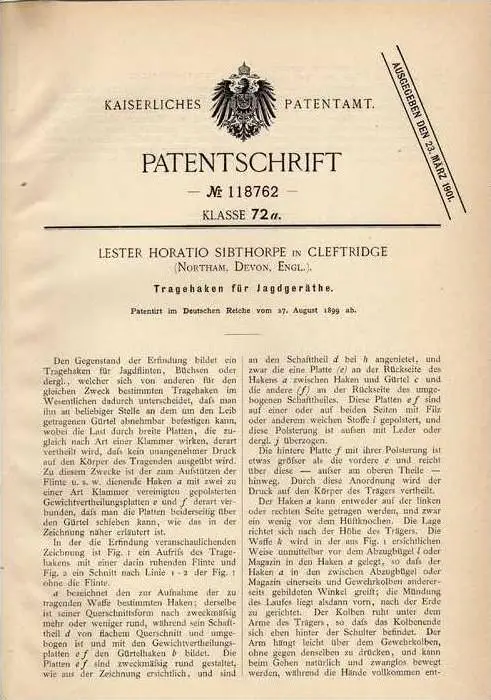 KAISERLICHES PATENTAMT.
AUSGEGEBEN DEN 23. MÄRZ 1901.
PATENTSCHRIFT
— № 118762 —
KLASSE 72a.
LESTER HORATIO SIBTHORPE IN CLEFTRIDGE
(NORTHAM, DEVON, ENGL.).
Tragehaken für Jagdgeräthe.
Patentirt im Deutschen Reiche vom 27. August 1899 ab.
Den Gegenstand der Erfindung bildet ein
Tragehaken für Jagdflinten, Büchsen oder
dergl., welcher sich von anderen für den
gleichen Zweck bestimmten Tragehaken im
Wesentlichen dadurch unterscheidet, daß man
ihn an beliebiger Stelle an dem um den Leib
getragenen Gürtel abnehmbar befestigen kann,
wobei die Last durch breite Platten, die zu-
gleich nach Art einer Klammer wirken, derart
vertheilt wird, daß kein unangenehmer Druck
auf den Körper des Tragenden ausgeübt wird.
Zu diesem Zwecke ist der zum Aufstützen der
Flinte u. s. w. dienende Haken a mit zwei zu
einer Art Klammer vereinigten gepolsterten
Gewichtvertheilungsplatten e und f derart ver-
bunden, daß man die Platten beiderseitig über
den Gürtel schieben kann, wie das in der
Zeichnung näher erläutert ist.
In der die Erfindung veranschaulichenden
Zeichnung ist Fig. 1 ein Aufriß des Trage-
hakens mit einer darin ruhenden Flinte und
Fig. 2 ein Schnitt nach Linie 1-2 der Fig. 1
ohne die Flinte.
a bezeichnet den zur Aufnahme der zu
tragenden Waffe bestimmten Haken; derselbe
ist seiner Querschnittsform nach zweckmäßig
mehr oder weniger rund, während sein Schaft-
theil d von flachem Querschnitt und umge-
bogen ist und mit den Gewichtvertheilungs-
platten e f den Gürtelhaken b bildet. Die
Platten e f sind zweckmäßig rund gestaltet,
wie aus der Zeichnung ersichtlich, und sind
an den Schafttheil d bei h angenietet, und
zwar die eine Platte (e) an der Rückseite des
Hakens a zwischen Haken und Gürtel c und
die andere (f) an der Rückseite des umge-
bogenen Schafttheiles. Diese Platten e f sind
auf einer oder auf beiden Seiten mit Filz
oder anderem weichen Stoffe i gepolstert, und
diese Polsterung ist außen mit Leder oder
dergl. j überzogen.
Die hintere Platte f mit ihrer Polsterung ist
etwas größer als die vordere e und reicht
über diese — außer am oberen Theile —
hinweg. Durch diese Anordnung wird der
Druck auf den Körper des Trägers vertheilt.
Der Haken a kann entweder auf der linken
oder rechten Seite getragen werden, und zwar
ein wenig vor dem Hüftknochen. Die Lage
richtet sich nach der Höhe des Trägers. Die
Waffe k wird in der aus Fig. 1 ersichtlichen
Weise unmittelbar vor dem Abzugbügel l oder
Magazin in den Haken a gelegt, so daß der
Haken a in den zwischen Abzugbügel oder
Magazin einerseits und Gewehrkolben anderer-
seits gebildeten Winkel greift; die Mündung
des Laufes liegt alsdann vorn, nach der Erde
zu gerichtet. Der Kolben ruht unter dem
Arme des Trägers, so daß das Kolbenende
sich eben hinter der Schulter befindet. Der
Arm hängt leicht über dem Gewehrkolben,
ohne denselben zu drücken, und kann beim
Gehen natürlich und zwanglos bewegt
werden, während die Hände vollkommen ent-